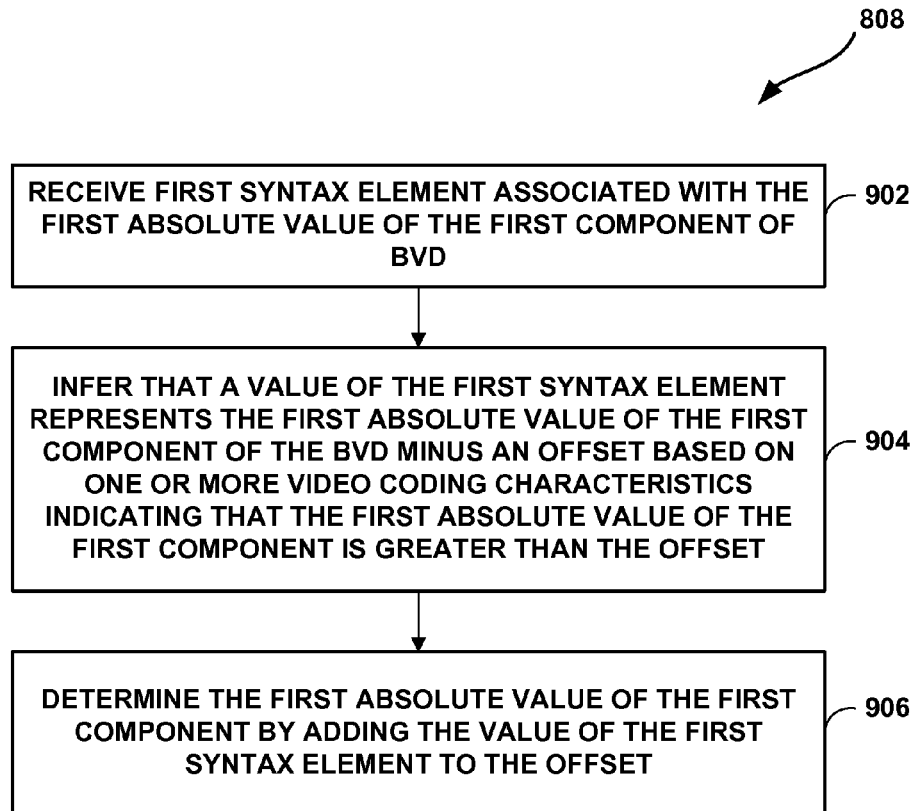 808
RECEIVE FIRST SYNTAX ELEMENT ASSOCIATED WITH THE
FIRST ABSOLUTE VALUE OF THE FIRST COMPONENT OF
BVD
902
INFER THAT A VALUE OF THE FIRST SYNTAX ELEMENT
REPRESENTS THE FIRST ABSOLUTE VALUE OF THE FIRST
COMPONENT OF THE BVD MINUS AN OFFSET BASED ON
ONE OR MORE VIDEO CODING CHARACTERISTICS
INDICATING THAT THE FIRST ABSOLUTE VALUE OF THE
FIRST COMPONENT IS GREATER THAN THE OFFSET
904
DETERMINE THE FIRST ABSOLUTE VALUE OF THE FIRST
COMPONENT BY ADDING THE VALUE OF THE FIRST
SYNTAX ELEMENT TO THE OFFSET
906